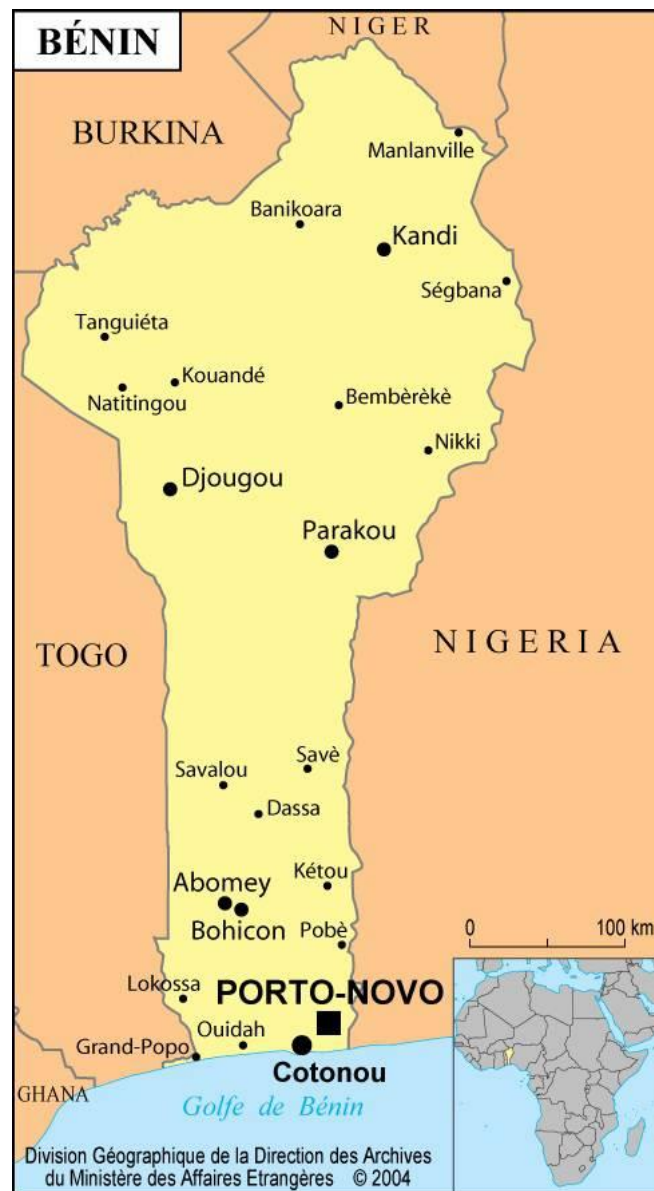 BÉNIN
NIGER
BURKINA
Manlanville
Banikoara
Kandi
Ségbana
Tanguiéta
Kouandé
Natitingou
Bembèrèkè
Nikki
Djougou
Parakou
TOGO
NIGERIA
Savè
Savalou
Dassa
Kétou
Abomey
Bohicon
Pobè
0 100 km
Lokossa
PORTO-NOVO
Ouidah
Grand-Popo
Cotonou
GHANA
Golfe de Bénin
Division Géographique de la Direction des Archives
du Ministère des Affaires Etrangères © 2004